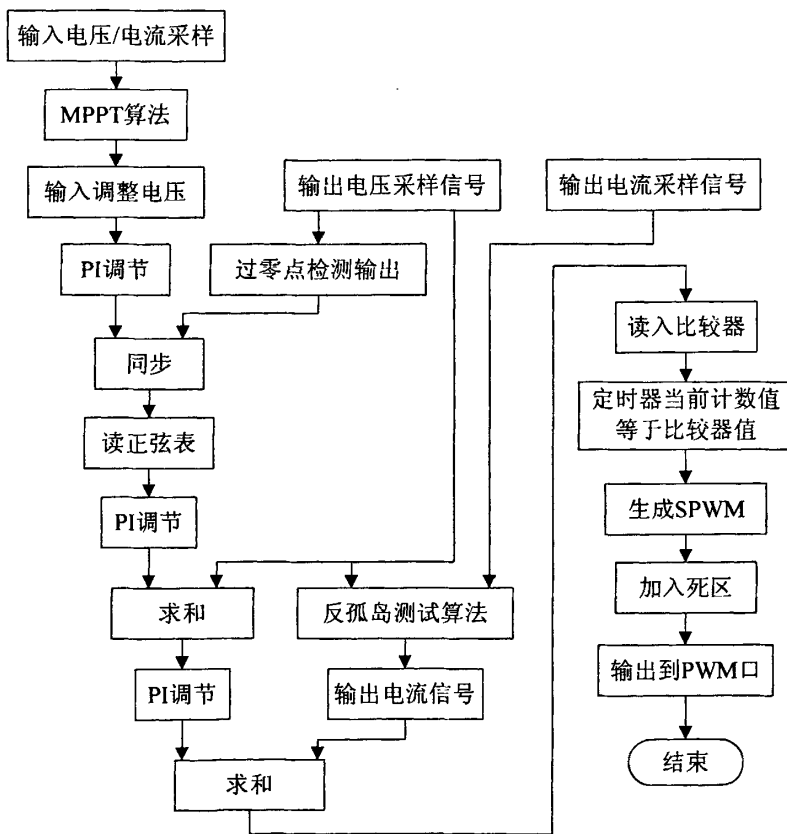 输入电压/电流采样
MPPT算法
输入调整电压
PI调节
输出电压采样信号
过零点检测输出
同步
读正弦表
PI调节
求和
PI调节
输出电流采样信号
反孤岛测试算法
输出电流信号
求和
读入比较器
定时器当前计数值
等于比较器值
生成SPWM
加入死区
输出到PWM口
结束